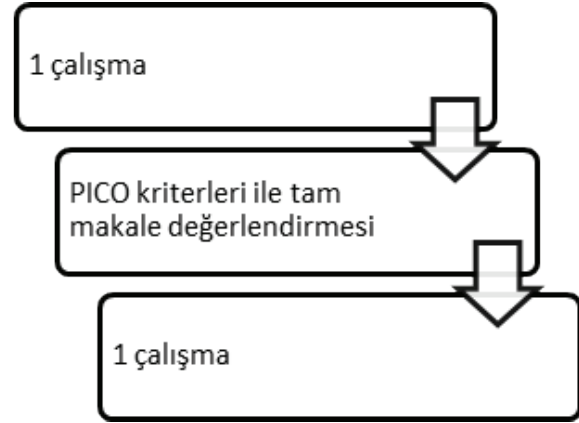 1 çalışma
PICO kriterleri ile tam
makale değerlendirmesi
1 çalışma